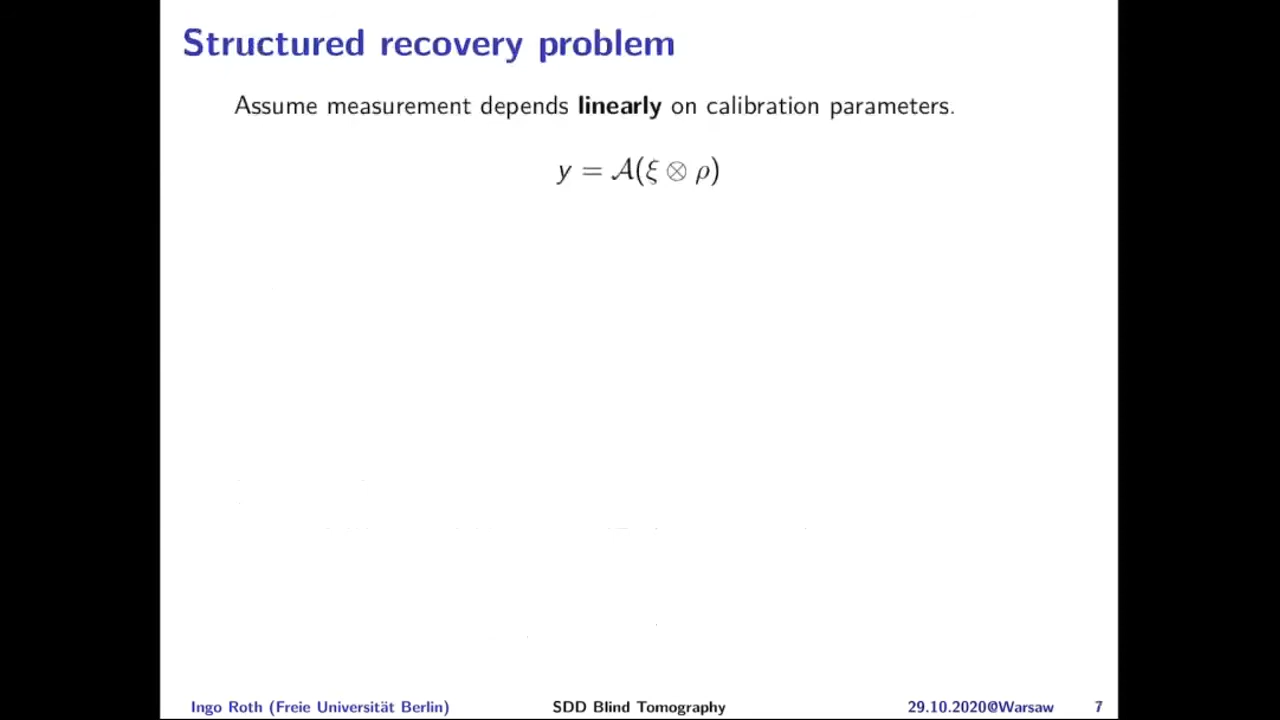 Structured recovery problem
Assume measurement depends linearly on calibration parameters.
y = 𝒜(ξ ⊗ ρ)
Ingo Roth (Freie Universität Berlin) SDD Blind Tomography 29.10.2020@Warsaw 7